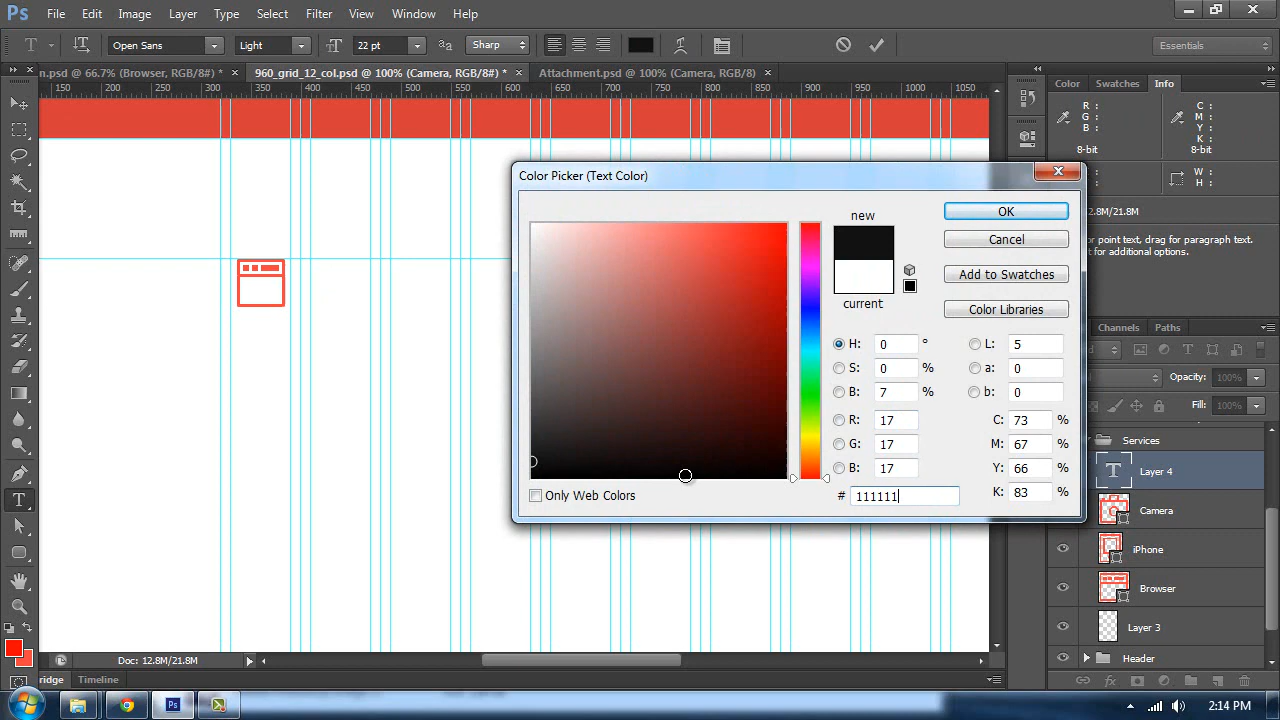 Ps File Edit Image Layer Type Select Filter View Window Help
T Open Sans Light 22 pt Sharp Essentials
n.psd @ 66.7% (Browser, RGB/8#) * × 960_grid_12_col.psd @ 100% (Camera, RGB/8#) * × Attachment.psd @ 100% (Camera, RGB/8) × Color Swatches Info
150 200 250 300 350 400 450 500 550 600 650 700 750 800 850 900 950 1000 1050
R : C :
G : M :
B : Y :
K :
8-bit 8-bit
W :
H :
2.8M/21.8M
or point text, drag for paragraph text.
additional options.
Color Picker (Text Color)
new
current
OK
Cancel
Add to Swatches
Color Libraries
H: 0 ° L: 5
S: 0 % a: 0
B: 7 % b: 0
R: 17 C: 73 %
G: 17 M: 67 %
B: 17 Y: 66 %
# 111111 K: 83 %
Only Web Colors
Channels Paths
Opacity: 100%
Fill: 100%
Services
T Layer 4
Camera
iPhone
Browser
Layer 3
Header
Doc: 12.8M/21.8M
ridge Timeline
Ps
2:14 PM